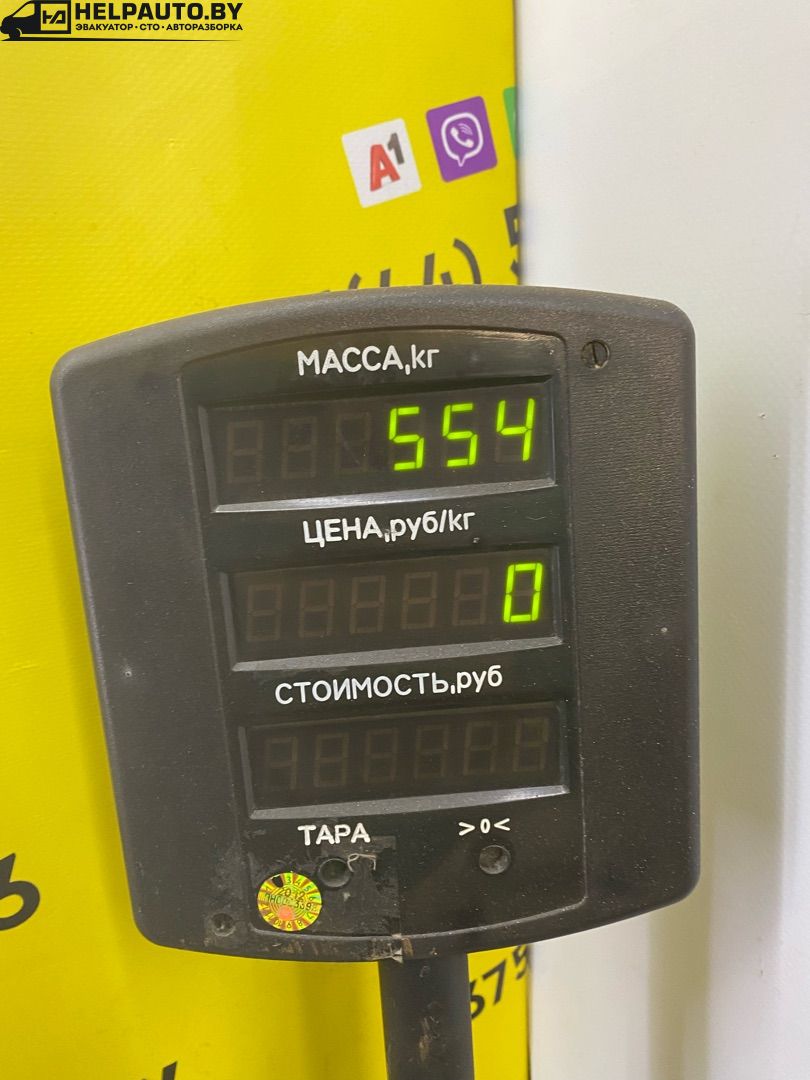 HELPAUTO.BY
ЭВАКУАТОР • СТО • АВТОРАЗБОРКА
A1
МАССА,кг
554
ЦЕНА,руб/кг
0
СТОИМОСТЬ,руб
ТАРА
>0<